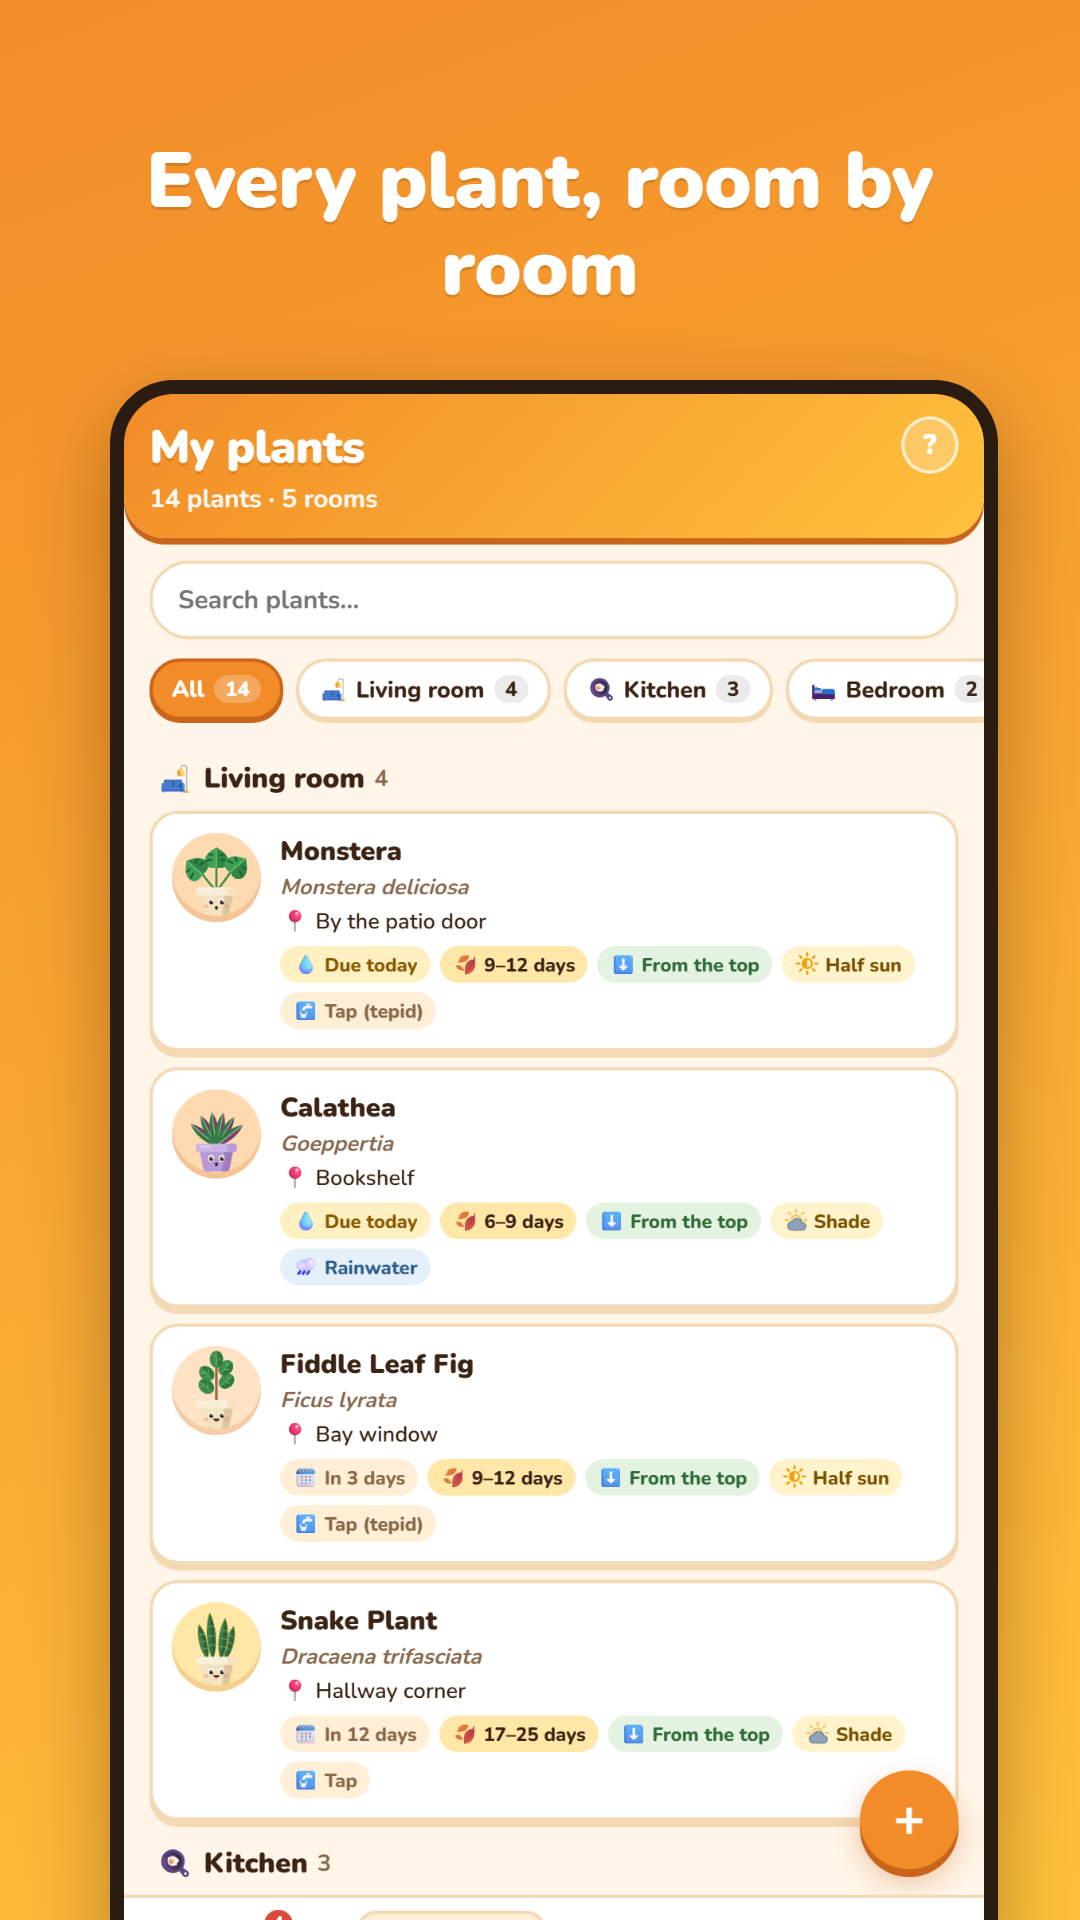 Every plant, room by
room
My plants
?
14 plants · 5 rooms
Search plants...
All 14 Living room 4 Kitchen 3 Bedroom 2
Living room 4
Monstera
Monstera deliciosa
By the patio door
Due today 9–12 days From the top Half sun
Tap (tepid)
Calathea
Goeppertia
Bookshelf
Due today 6–9 days From the top Shade
Rainwater
Fiddle Leaf Fig
Ficus lyrata
Bay window
In 3 days 9–12 days From the top Half sun
Tap (tepid)
Snake Plant
Dracaena trifasciata
Hallway corner
In 12 days 17–25 days From the top Shade
Tap
+
Kitchen 3